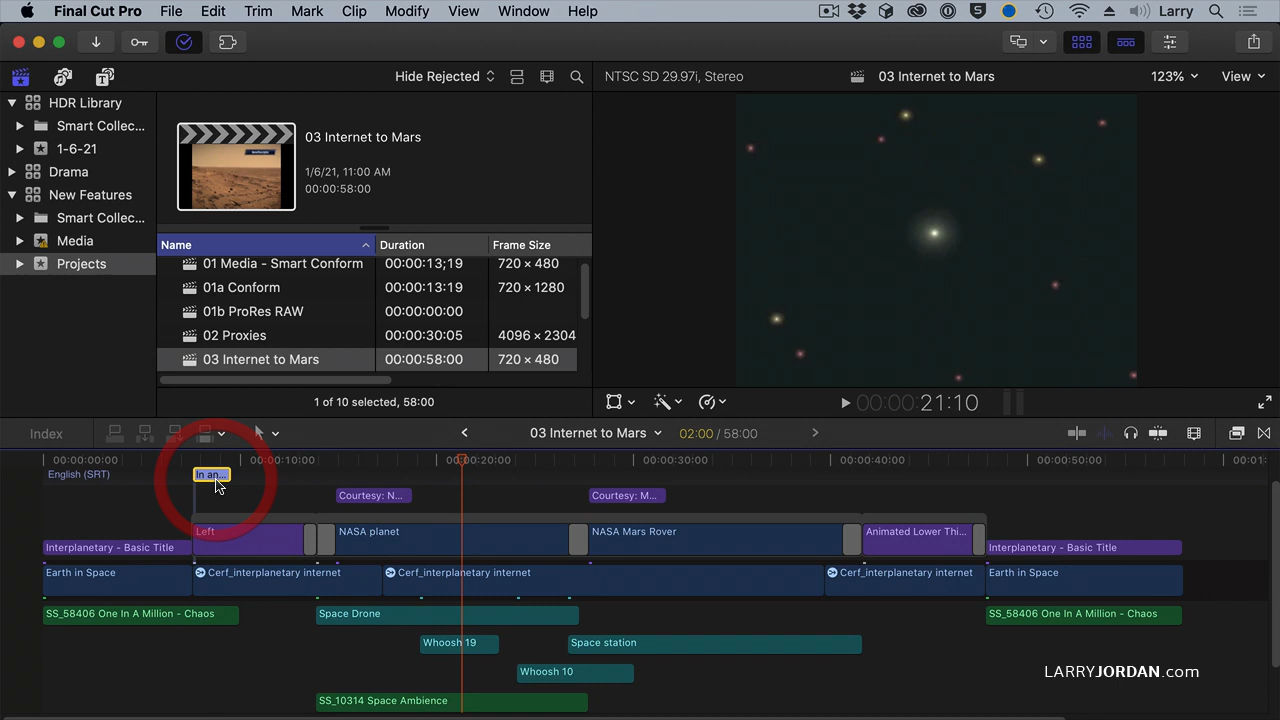 Final Cut Pro File Edit Trim Mark Clip Modify View Window Help Larry
Hide Rejected
NTSC SD 29.97i, Stereo 03 Internet to Mars 123% View
HDR Library
Smart Collec...
1-6-21
Drama
New Features
Smart Collec...
Media
Projects
03 Internet to Mars
1/6/21, 11:00 AM
00:00:58:00
Name Duration Frame Size
01 Media - Smart Conform 00:00:13;19 720 × 480
01a Conform 00:00:13:19 720 × 1280
01b ProRes RAW 00:00:00:00
02 Proxies 00:00:30:05 4096 × 2304
03 Internet to Mars 00:00:58:00 720 × 480
1 of 10 selected, 58:00
00:00:21:10
Index 03 Internet to Mars 02:00 / 58:00
00:00:00:00 00:00:10:00 00:00:20:00 00:00:30:00 00:00:40:00 00:00:50:00 00:01:
English (SRT) In an...
Courtesy: N... Courtesy: M...
Left NASA planet NASA Mars Rover Animated Lower Thi...
Interplanetary - Basic Title Interplanetary - Basic Title
Earth in Space Cerf_interplanetary internet Cerf_interplanetary internet Cerf_interplanetary internet Earth in Space
SS_58406 One In A Million - Chaos Space Drone SS_58406 One In A Million - Chaos
Whoosh 19 Space station
Whoosh 10
LARRYJORDAN.com
SS_10314 Space Ambience